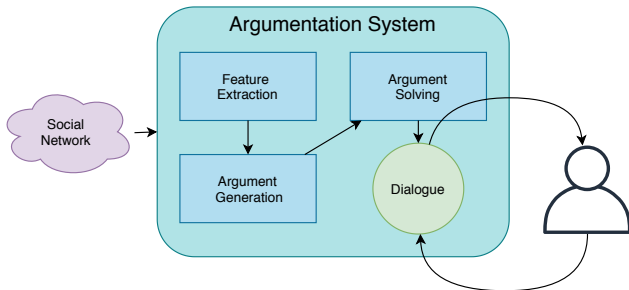 Argumentation System
Social
Network
Feature
Extraction
Argument
Generation
Argument
Solving
Dialogue